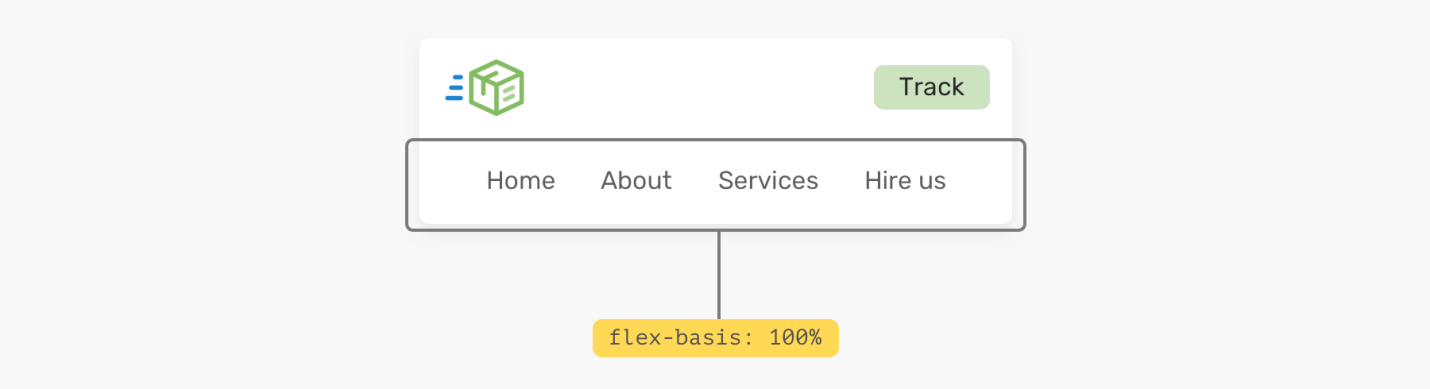 Track
Home About Services Hire us
flex-basis: 100%